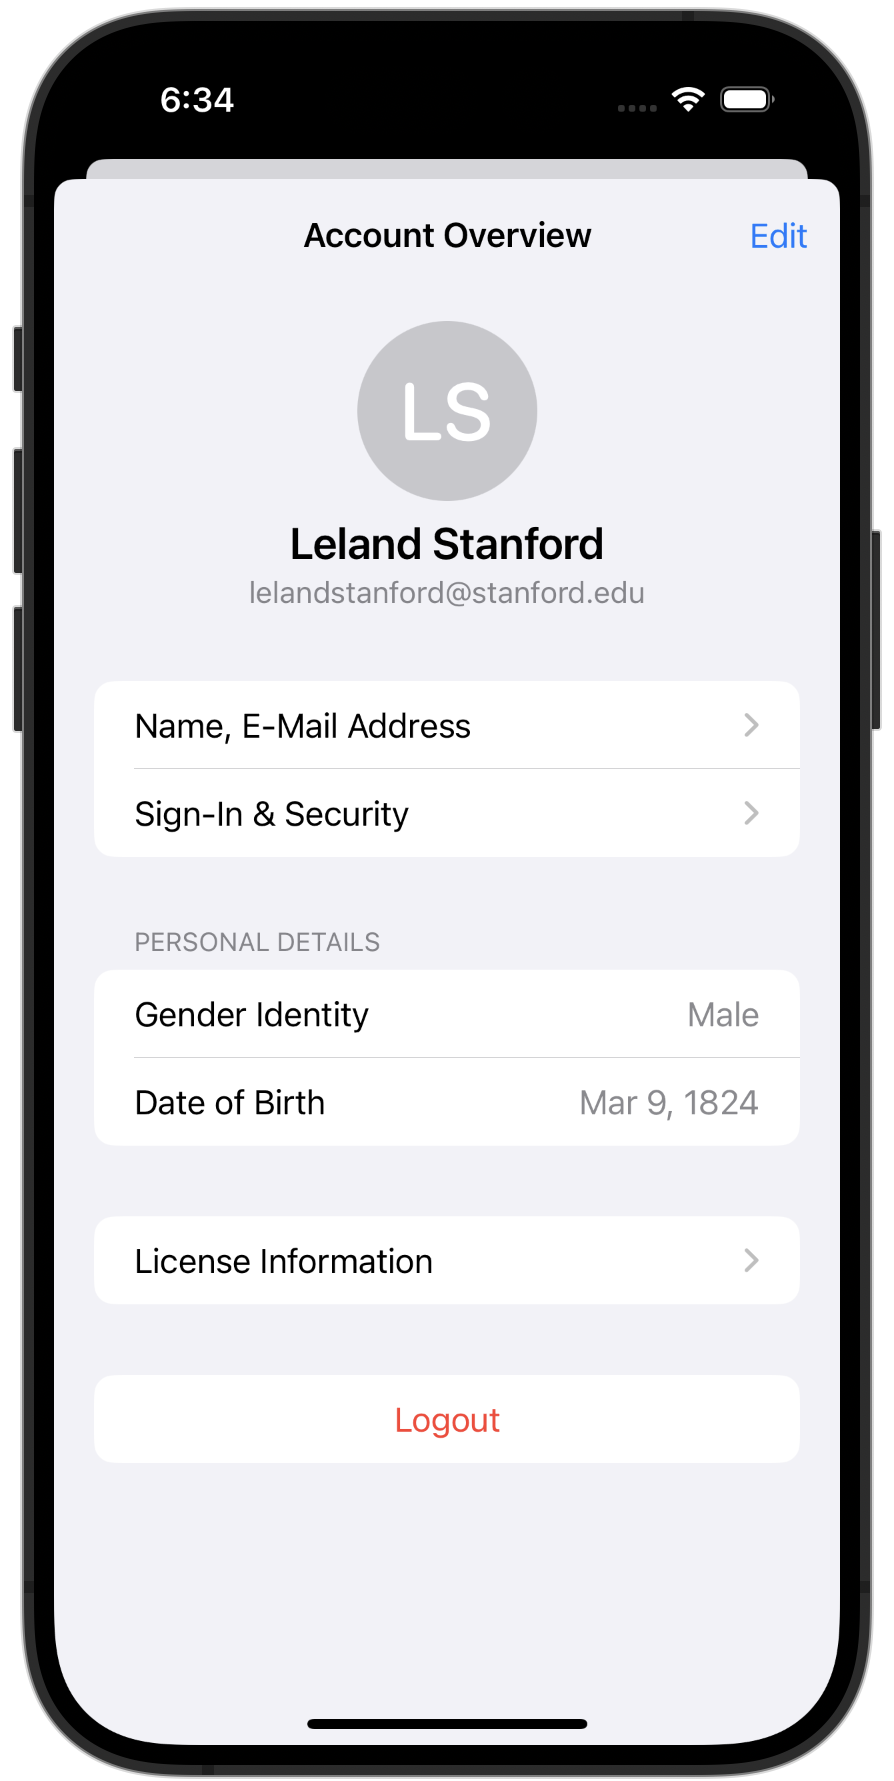 6:34
Account Overview
Edit
LS
Leland Stanford
lelandstanford@stanford.edu
Name, E-Mail Address
Sign-In & Security
PERSONAL DETAILS
Gender Identity Male
Date of Birth Mar 9, 1824
License Information
Logout